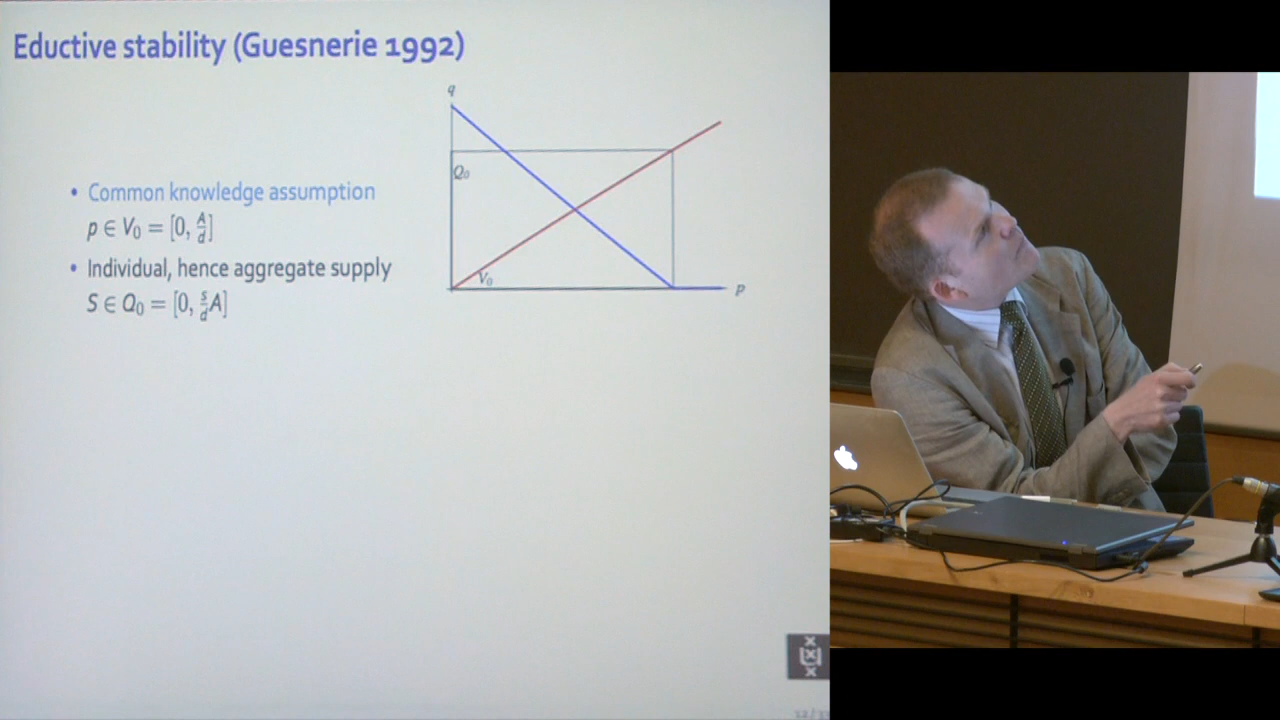 Eductive stability (Guesnerie 1992)
• Common knowledge assumption
p ∈ V₀ = [0, A/d]
• Individual, hence aggregate supply
S ∈ Q₀ = [0, s/d A]
q
Q₀
V₀
p